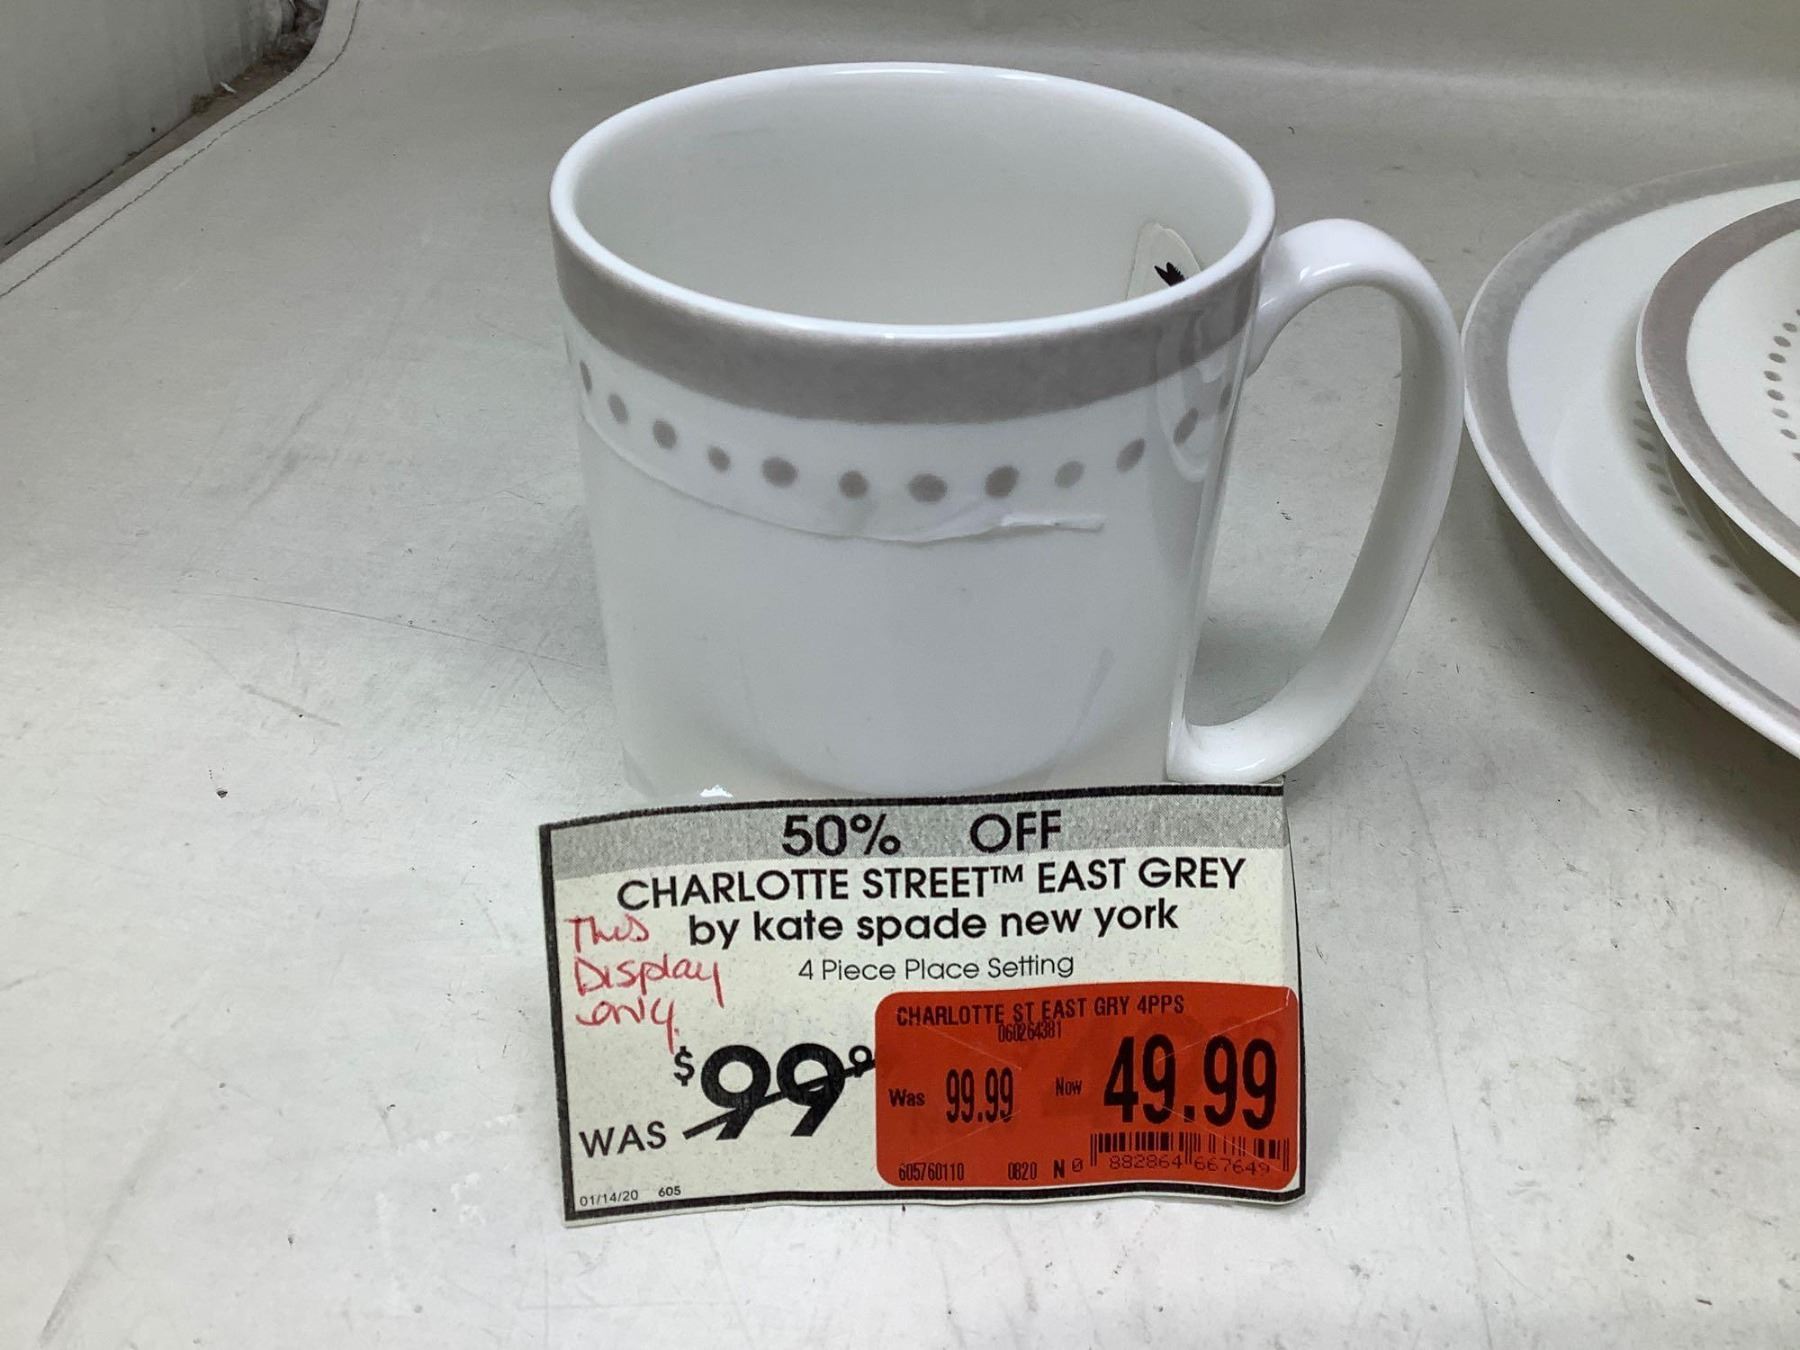 50% OFF
CHARLOTTE STREET™ EAST GREY
by kate spade new york
This
Display
only.
4 Piece Place Setting
$99⁹
WAS
01/14/20 605
CHARLOTTE ST EAST GRY 4PPS
060264381
Was 99.99 Now 49.99
605760110 0820 N 0 882864 667649